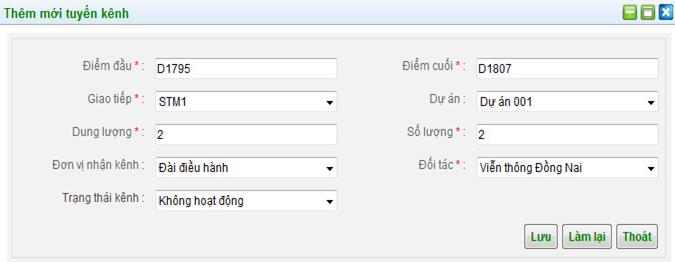 Thêm mới tuyến kênh
Điểm đầu * : D1795 Điểm cuối * : D1807
Giao tiếp * : STM1 Dự án : Dự án 001
Dung lượng * : 2 Số lượng * : 2
Đơn vị nhận kênh : Đài điều hành Đối tác * : Viễn thông Đồng Nai
Trạng thái kênh : Không hoạt động
Lưu Làm lại Thoát